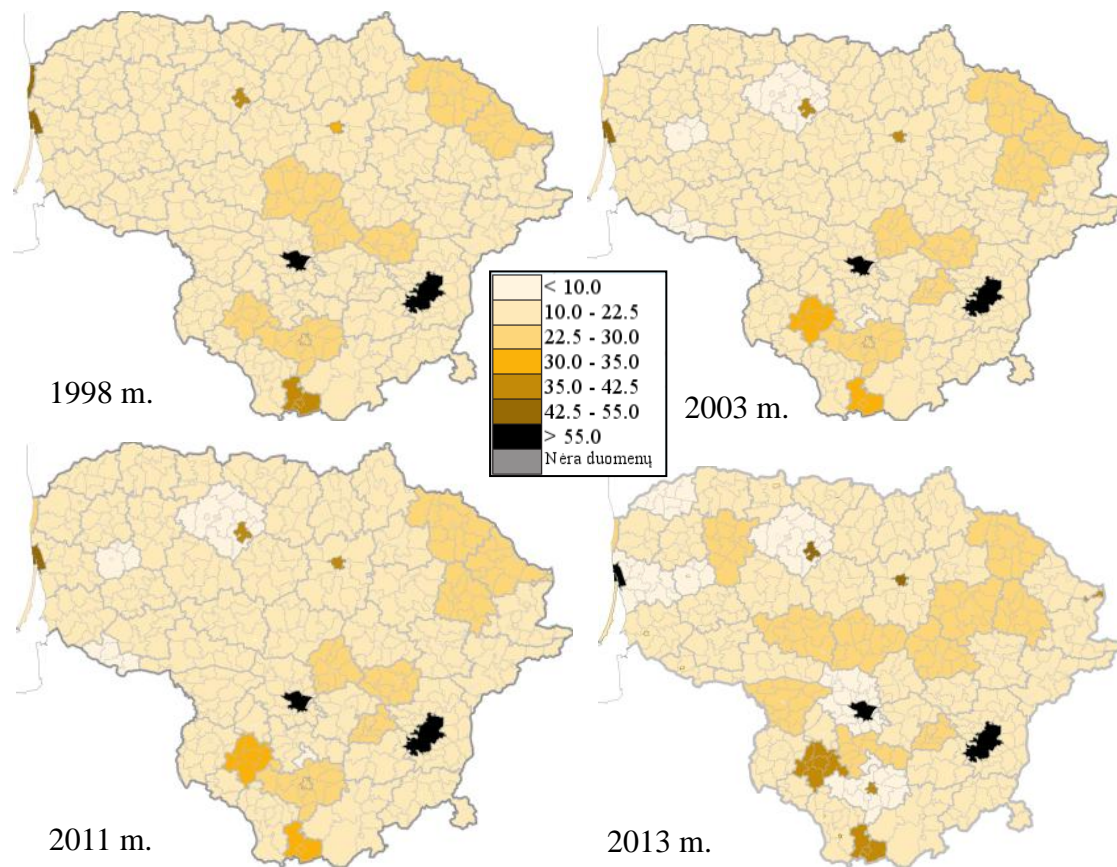 1998 m.
2003 m.
< 10.0
10.0 - 22.5
22.5 - 30.0
30.0 - 35.0
35.0 - 42.5
42.5 - 55.0
> 55.0
Nėra duomenų
2011 m.
2013 m.